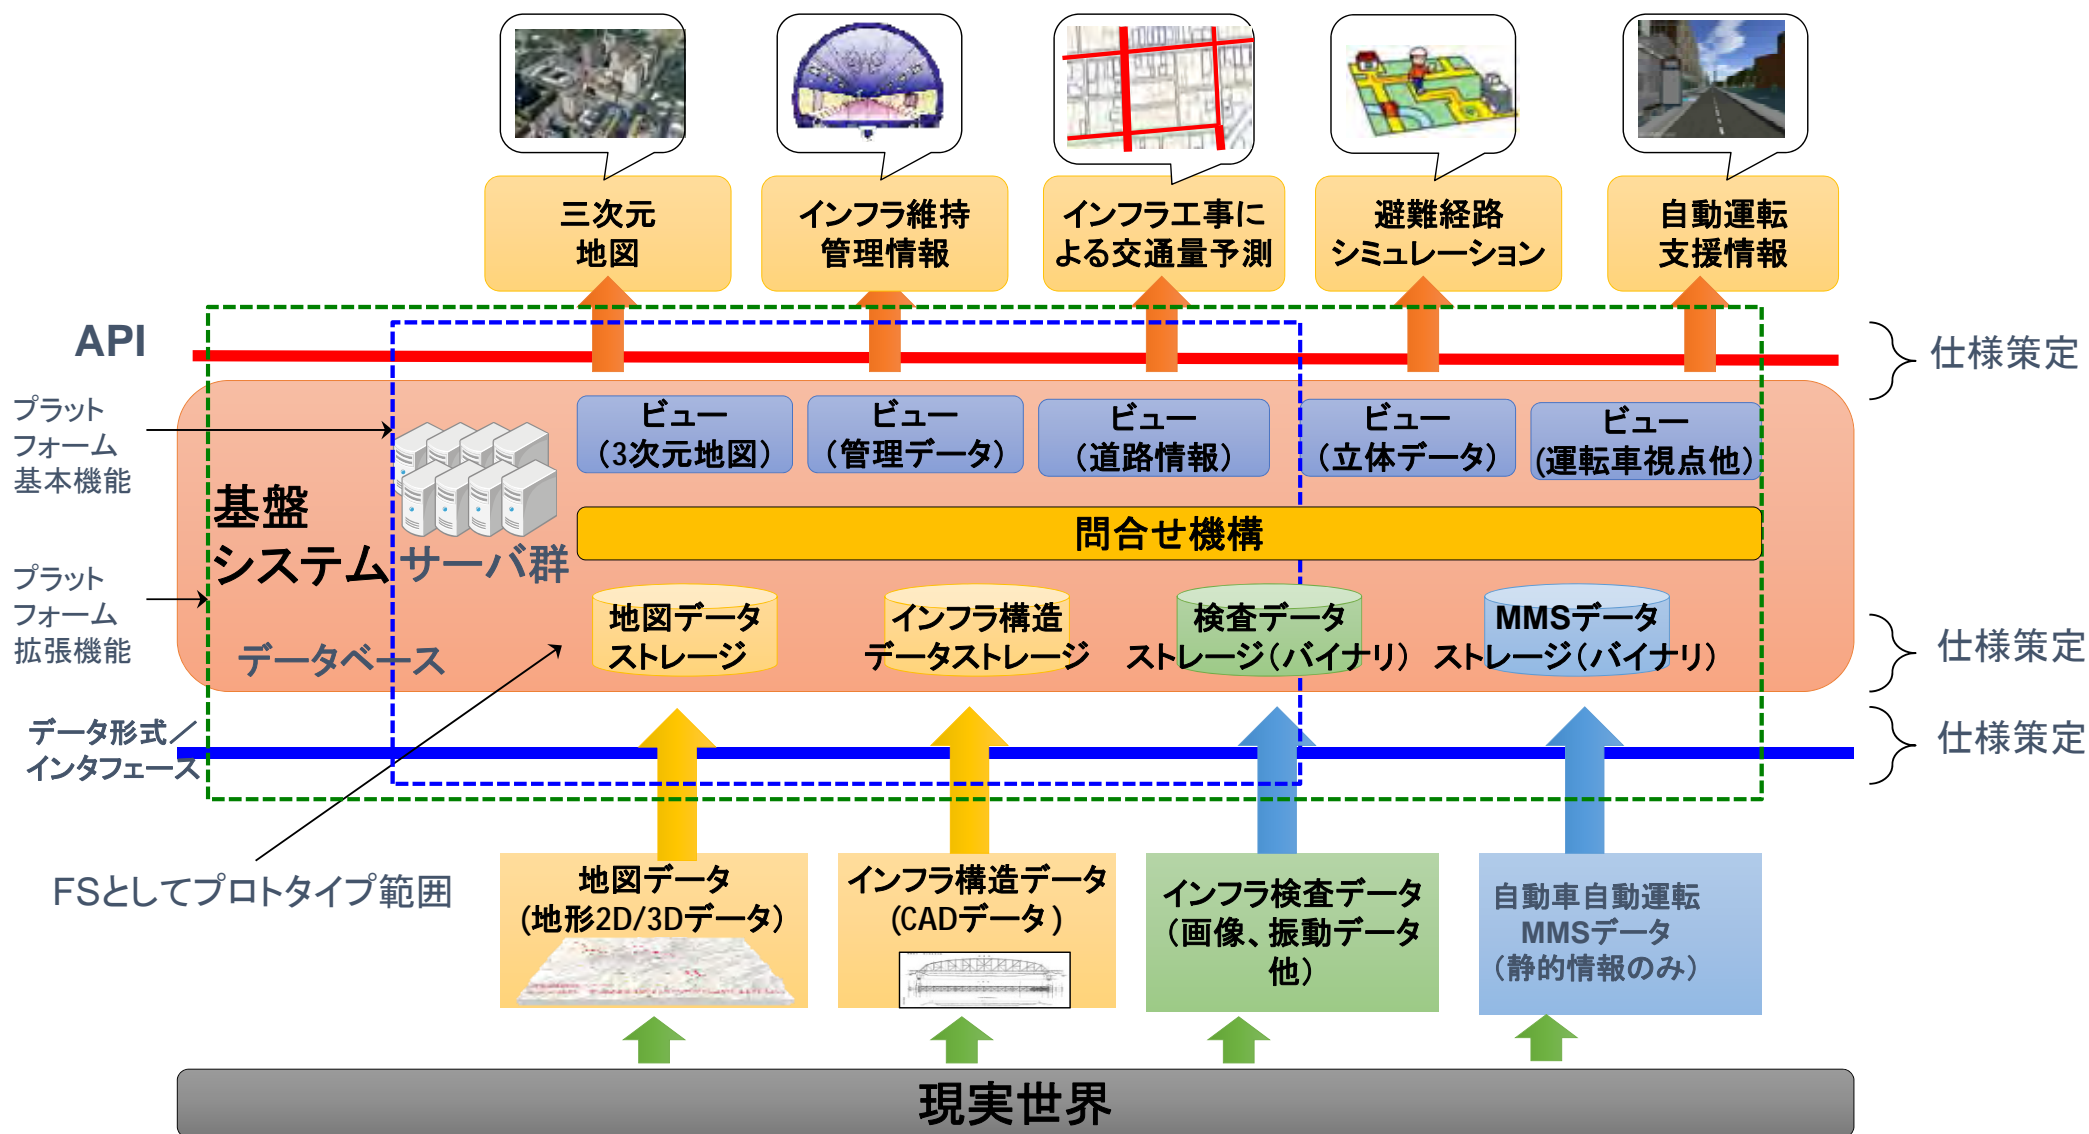 三次元
地図
インフラ維持
管理情報
インフラ工事に
よる交通量予測
避難経路
シミュレーション
自動運転
支援情報
API
仕様策定
プラット
フォーム
基本機能
ビュー
（3次元地図）
ビュー
（管理データ）
ビュー
（道路情報）
ビュー
（立体データ）
ビュー
(運転車視点他)
基盤
システム
サーバ群
問合せ機構
プラット
フォーム
拡張機能
データベース
地図データ
ストレージ
インフラ構造
データストレージ
検査データ
ストレージ（バイナリ）
MMSデータ
ストレージ（バイナリ）
仕様策定
データ形式／
インタフェース
仕様策定
FSとしてプロトタイプ範囲
地図データ
(地形2D/3Dデータ)
インフラ構造データ
(CADデータ)
インフラ検査データ
（画像、振動データ
他）
自動車自動運転
MMSデータ
（静的情報のみ）
現実世界